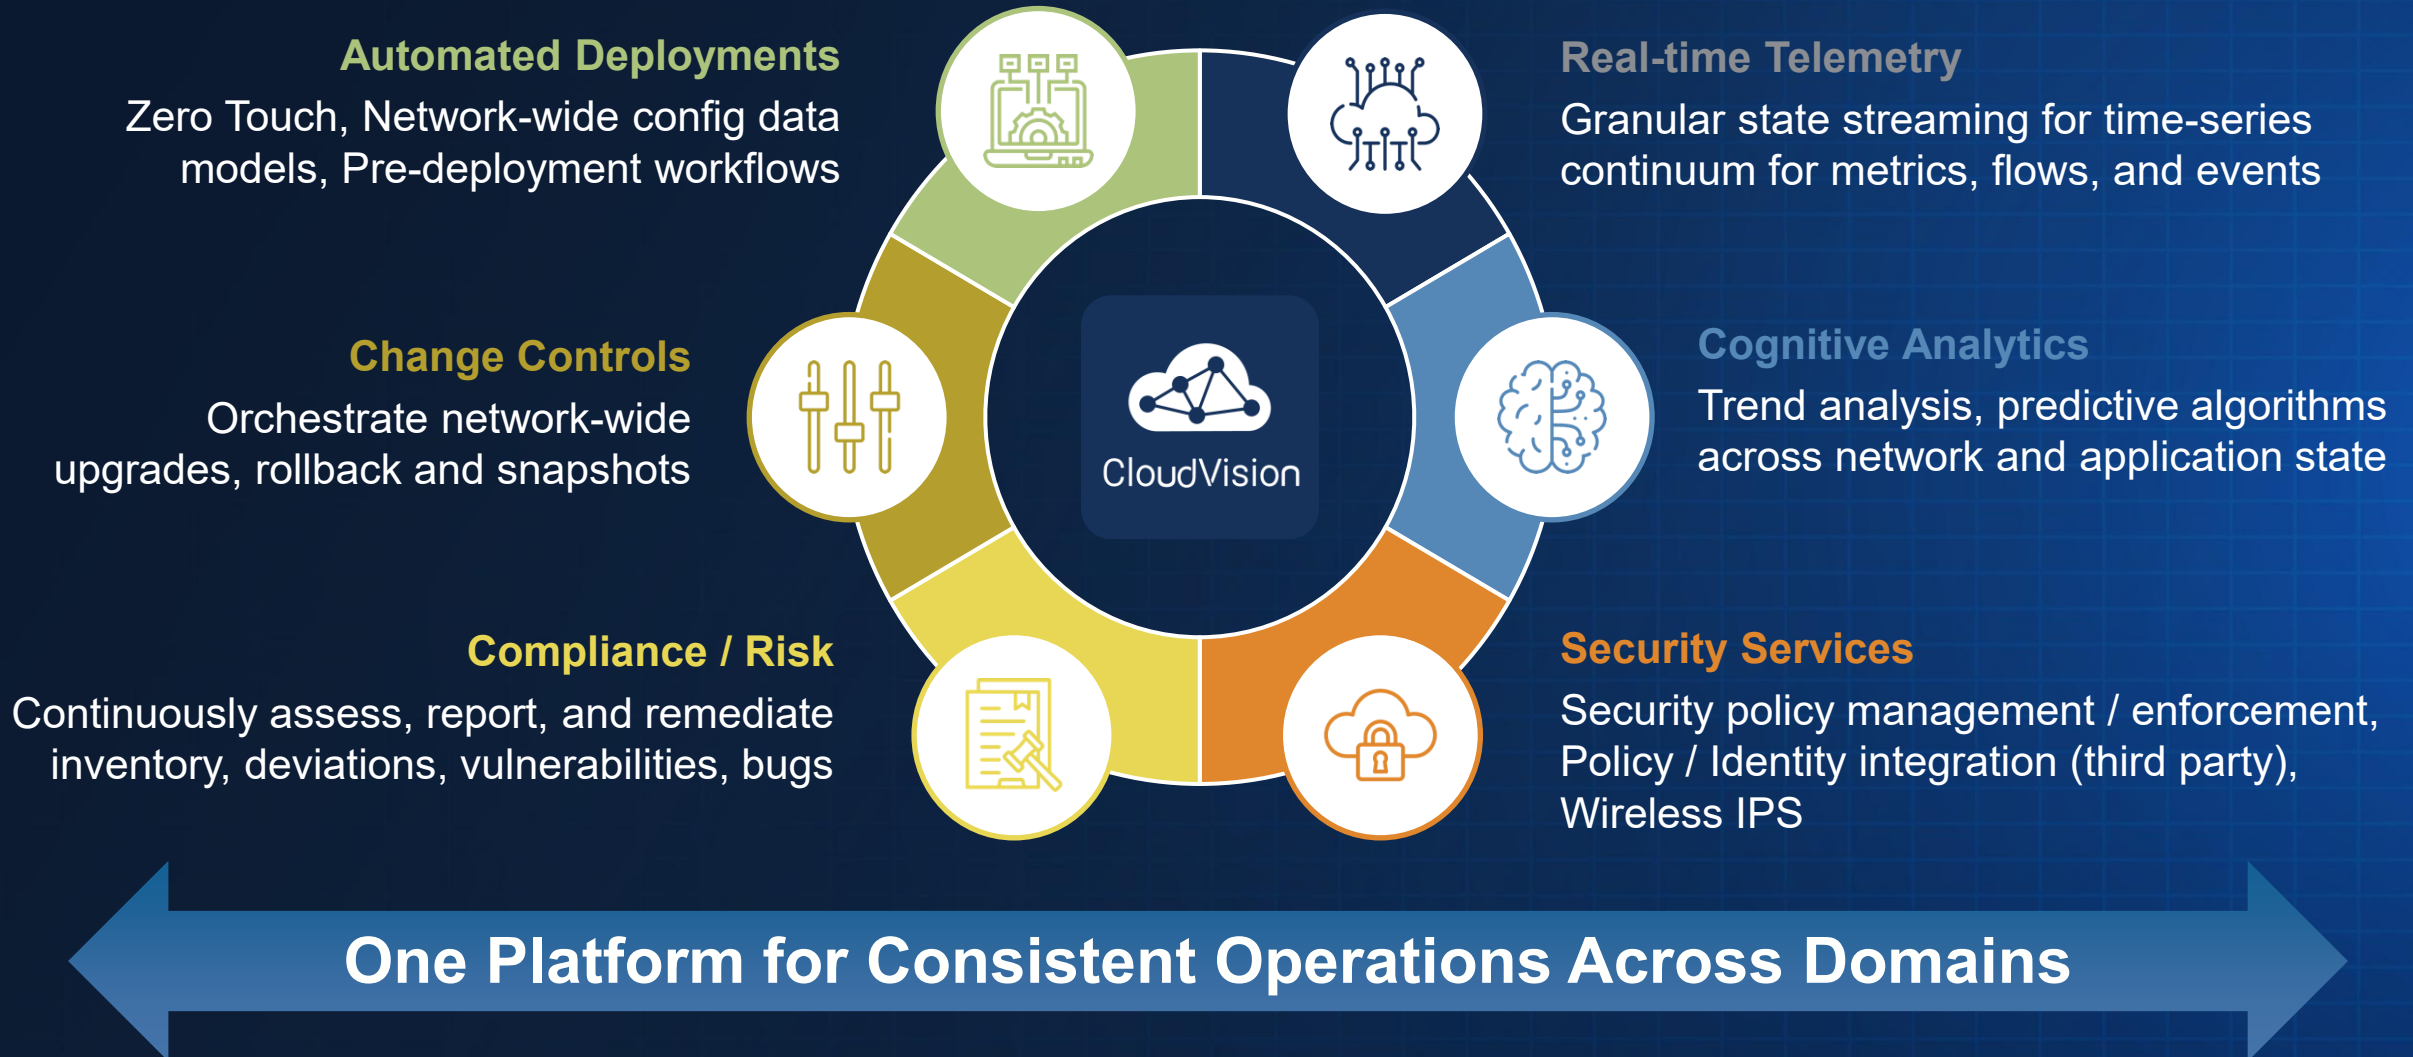 Automated Deployments
Zero Touch, Network-wide config data
models, Pre-deployment workflows
Real-time Telemetry
Granular state streaming for time-series
continuum for metrics, flows, and events
Change Controls
Orchestrate network-wide
upgrades, rollback and snapshots
CloudVision
Cognitive Analytics
Trend analysis, predictive algorithms
across network and application state
Compliance / Risk
Continuously assess, report, and remediate
inventory, deviations, vulnerabilities, bugs
Security Services
Security policy management / enforcement,
Policy / Identity integration (third party),
Wireless IPS
One Platform for Consistent Operations Across Domains